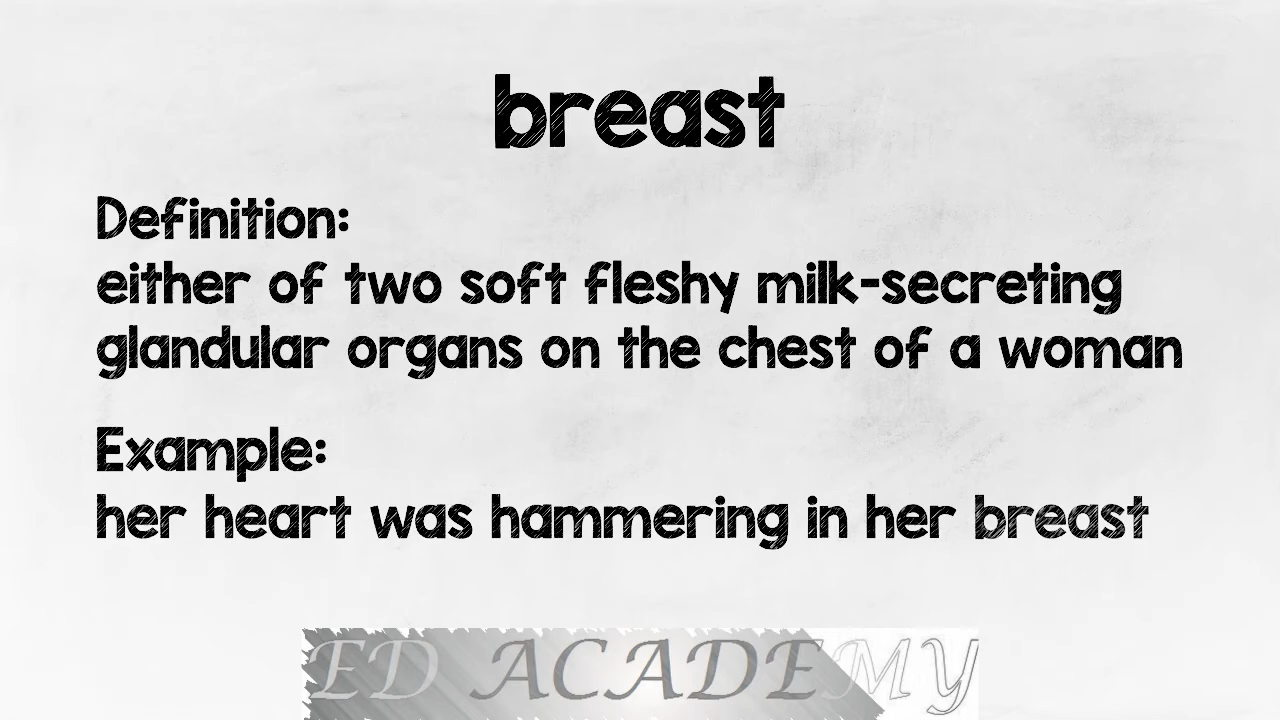 breast
Definition:
either of two soft fleshy milk-secreting
glandular organs on the chest of a woman
Example:
her heart was hammering in her breast
ED ACADEMY